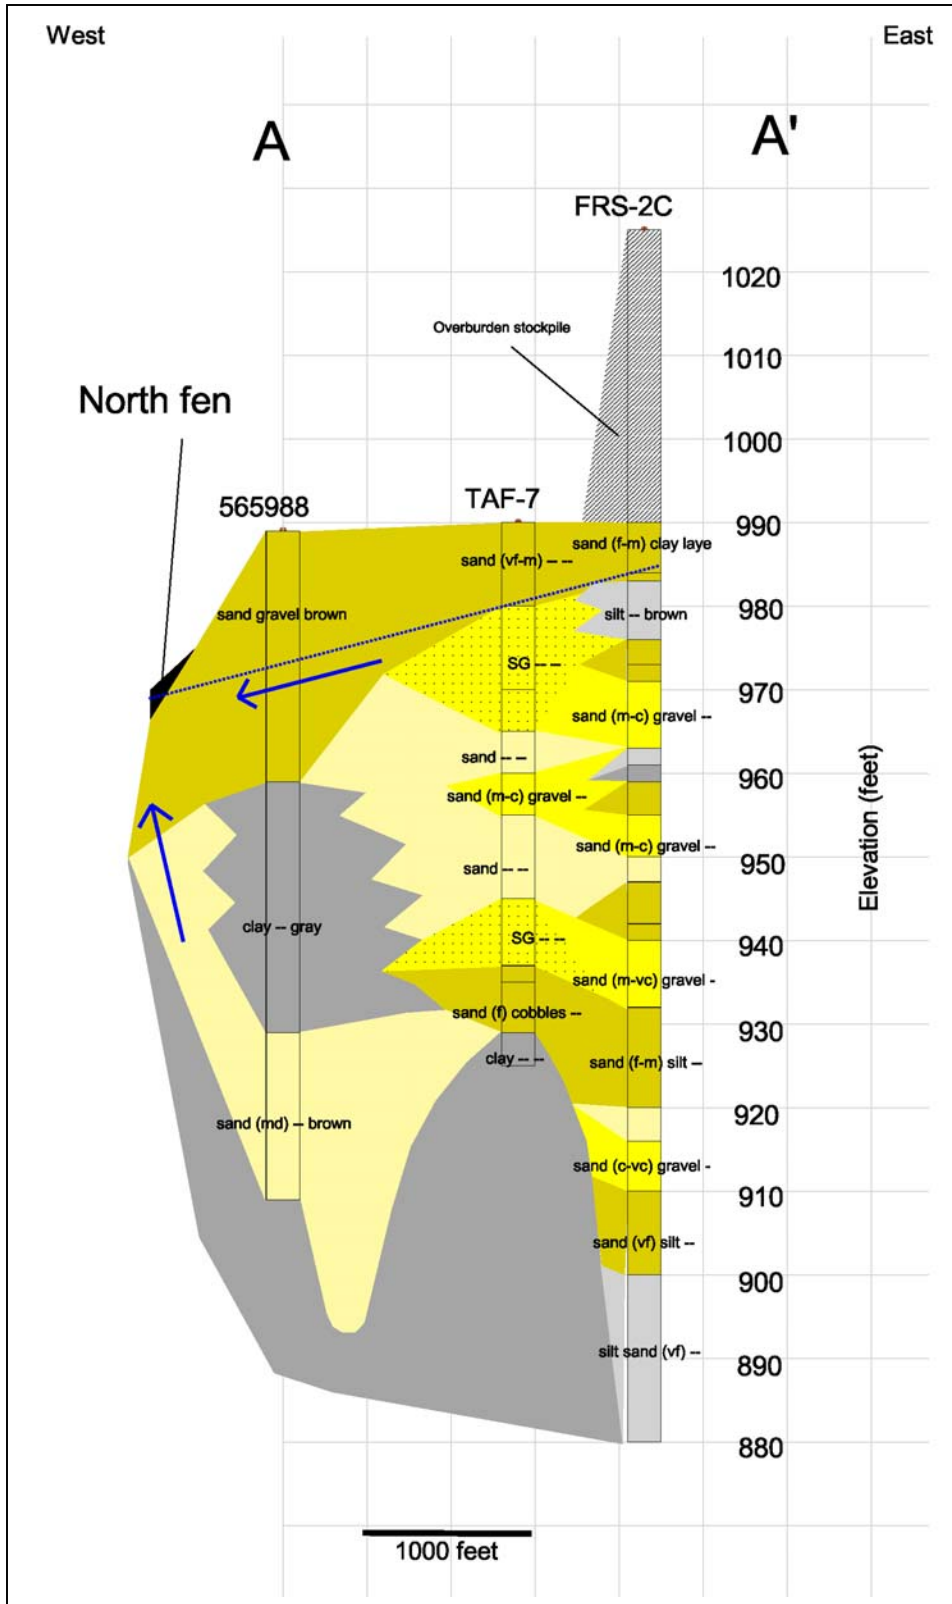 West
East
A
A'
FRS-2C
1020
Overburden stockpile
1010
North fen
1000
565988
TAF-7
990
sand (f-m) clay laye
sand (vf-m) -- --
sand gravel brown
silt -- brown
980
SG -- --
970
sand (m-c) gravel --
sand -- --
960
sand (m-c) gravel --
sand (m-c) gravel --
950
sand -- --
Elevation (feet)
clay -- gray
SG -- --
940
sand (m-vc) gravel -
sand (f) cobbles --
930
clay -- --
sand (f-m) silt --
sand (md) -- brown
920
sand (c-vc) gravel -
910
sand (vf) silt --
900
silt sand (vf) --
890
880
1000 feet